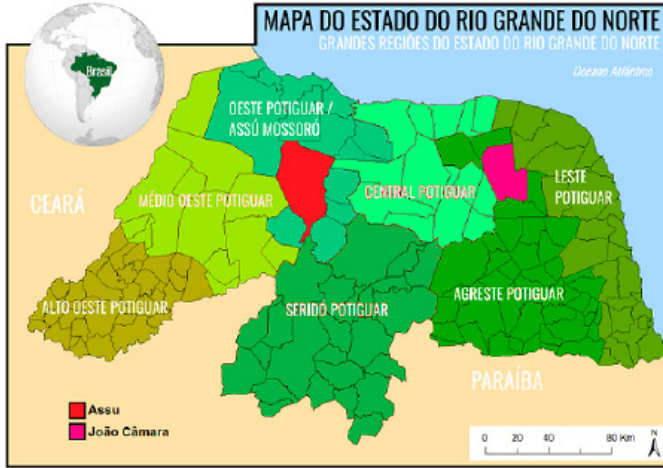 MAPA DO ESTADO DO RIO GRANDE DO NORTE
GRANDES REGIÕES DO ESTADO DO RIO GRANDE DO NORTE
Brasil
Oceano Atlântico
OESTE POTIGUAR /
ASSÚ MOSSORÓ
CEARÁ
MÉDIO OESTE POTIGUAR
CENTRAL POTIGUAR
LESTE
POTIGUAR
ALTO OESTE POTIGUAR
SERIDÓ POTIGUAR
AGRESTE POTIGUAR
PARAÍBA
Assu
João Câmara
0 20 40 80 Km
N